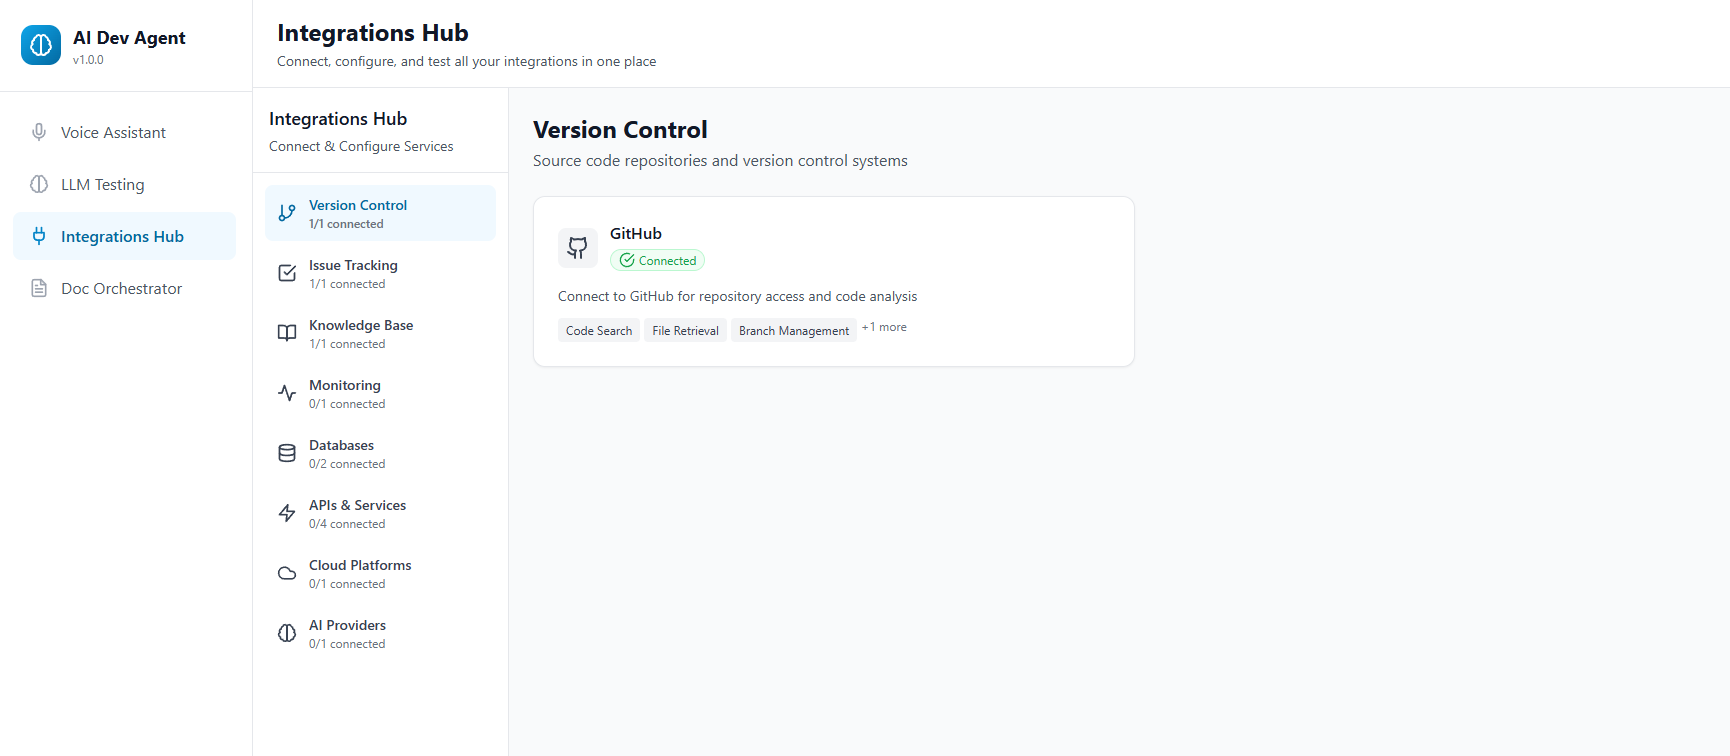 AI Dev Agent
v1.0.0
Voice Assistant
LLM Testing
Integrations Hub
Doc Orchestrator
Integrations Hub
Connect, configure, and test all your integrations in one place
Integrations Hub
Connect & Configure Services
Version Control
1/1 connected
Issue Tracking
1/1 connected
Knowledge Base
1/1 connected
Monitoring
0/1 connected
Databases
0/2 connected
APIs & Services
0/4 connected
Cloud Platforms
0/1 connected
AI Providers
0/1 connected
Version Control
Source code repositories and version control systems
GitHub
Connected
Connect to GitHub for repository access and code analysis
Code Search File Retrieval Branch Management +1 more